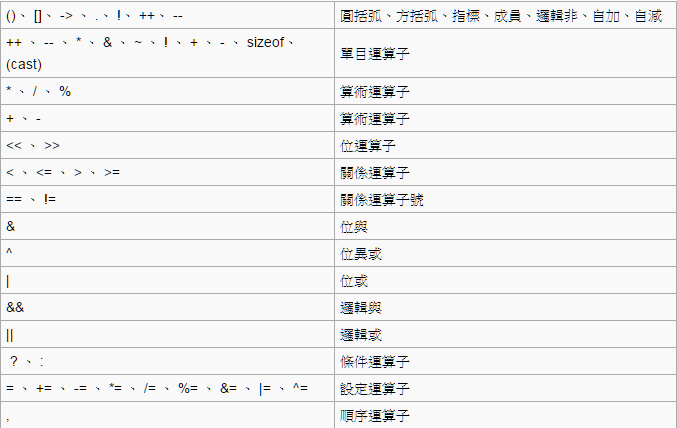 ()、 []、 -> 、 .、 !、 ++、 -- 圓括弧、方括弧、指標、成員、邏輯非、自加、自減
++ 、 -- 、 * 、 & 、 ~ 、 ! 、 + 、 - 、 sizeof、
(cast) 單目運算子
* 、 / 、 % 算術運算子
+ 、 - 算術運算子
<< 、 >> 位運算子
< 、 <= 、 > 、 >= 關係運算子
== 、 != 關係運算子號
& 位與
^ 位異或
| 位或
&& 邏輯與
|| 邏輯或
? 、 : 條件運算子
= 、 += 、 -= 、 *= 、 /= 、 %= 、 &= 、 |= 、 ^= 設定運算子
, 順序運算子